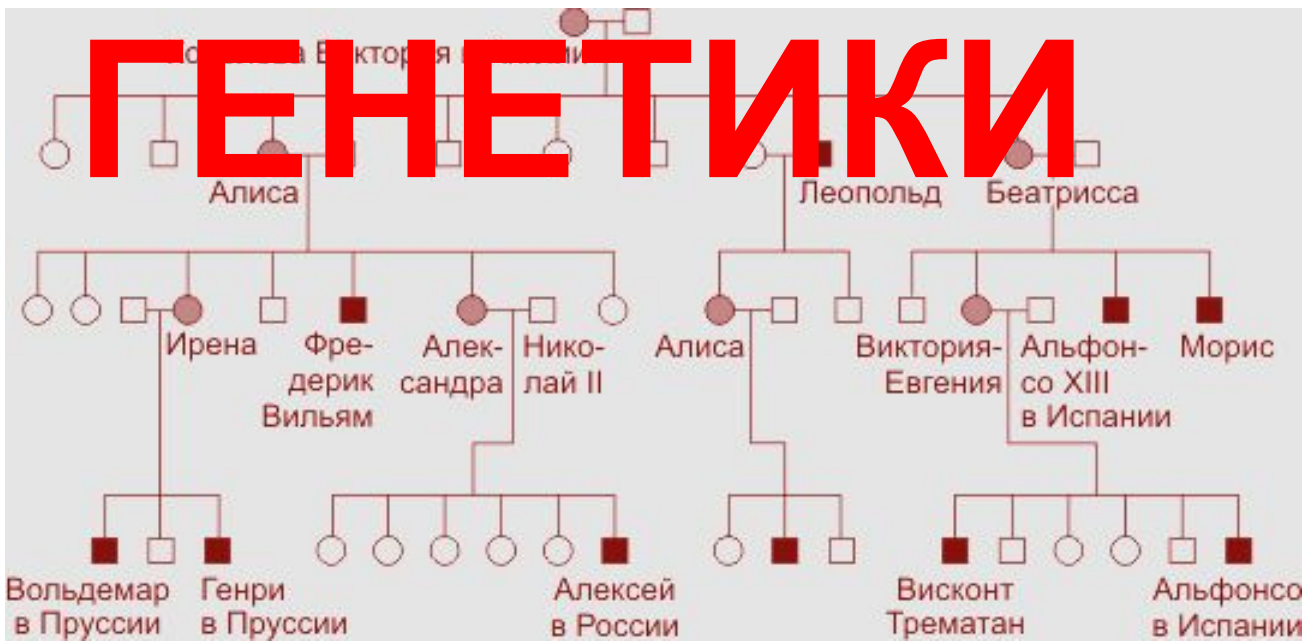 ГЕНЕТИКИ
Алиса
Леопольд
Беатрисса
Ирена
Фре-
дерик
Вильям
Алек-
сандра
Нико-
лай II
Алиса
Виктория-
Евгения
Альфон-
со XIII
в Испании
Морис
Вольдемар
в Пруссии
Генри
в Пруссии
Алексей
в России
Висконт
Трематан
Альфонсо
в Испании